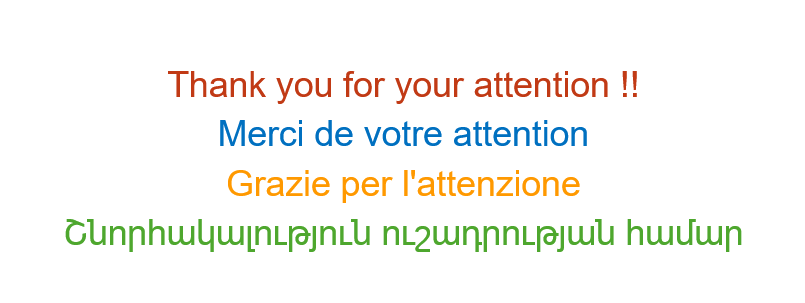 Thank you for your attention !!
Merci de votre attention
Grazie per l'attenzione
Շնորհակալություն ուշադրության համար